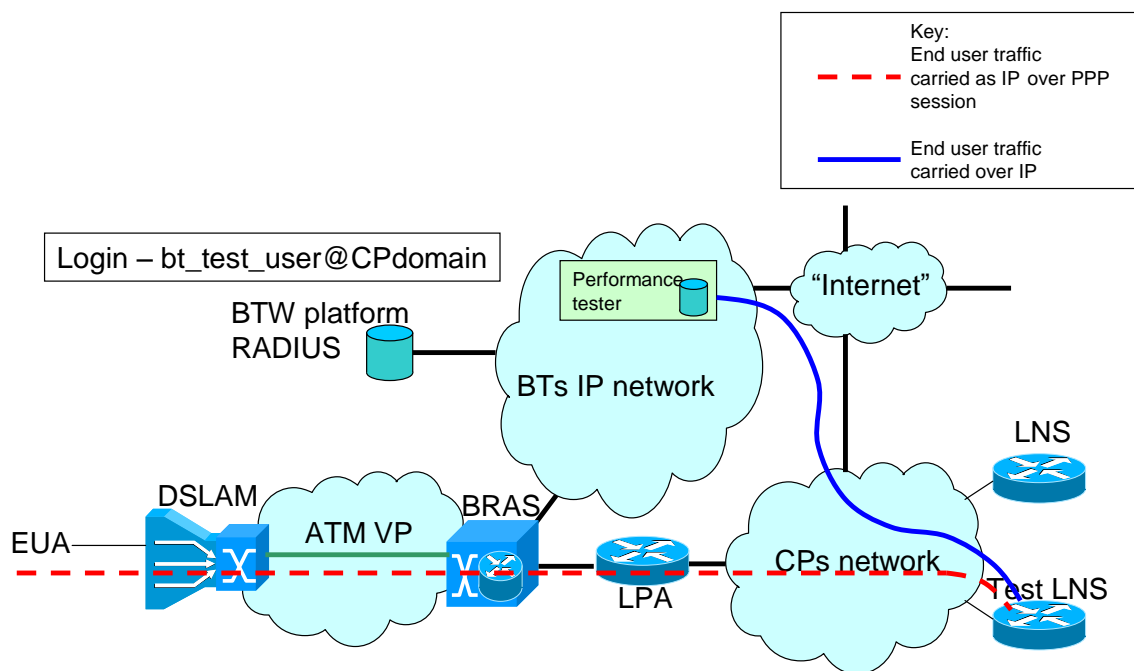 Key:
End user traffic
carried as IP over PPP
session
End user traffic
carried over IP
Login – bt_test_user@CPdomain
Performance
tester
“Internet”
BTW platform
RADIUS
BTs IP network
LNS
DSLAM
BRAS
ATM VP
EUA
CPs network
LPA
Test LNS